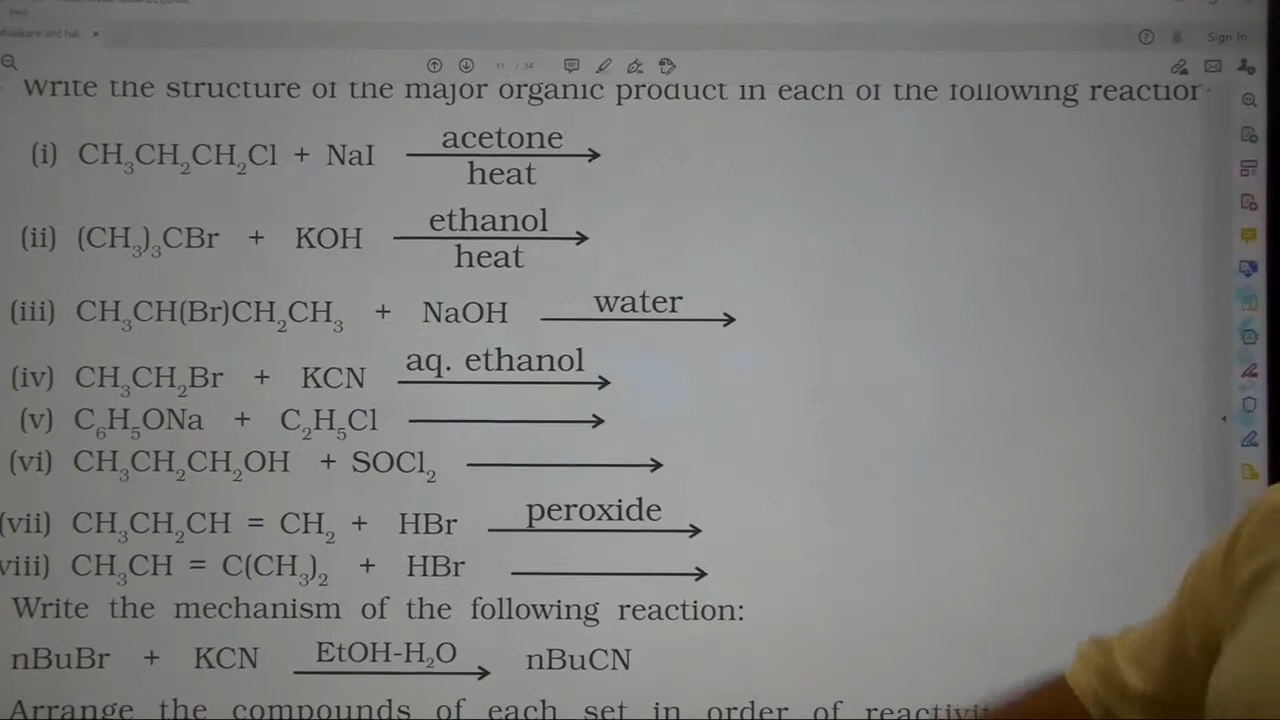 Sign In
Write the structure of the major organic product in each of the following reaction
(i) CH₃CH₂CH₂Cl + NaI acetone heat
(ii) (CH₃)₃CBr + KOH ethanol heat
(iii) CH₃CH(Br)CH₂CH₃ + NaOH water
(iv) CH₃CH₂Br + KCN aq. ethanol
(v) C₆H₅ONa + C₂H₅Cl
(vi) CH₃CH₂CH₂OH + SOCl₂
(vii) CH₃CH₂CH = CH₂ + HBr peroxide
viii) CH₃CH = C(CH₃)₂ + HBr
Write the mechanism of the following reaction:
nBuBr + KCN EtOH-H₂O nBuCN
Arrange the compounds of each set in order of